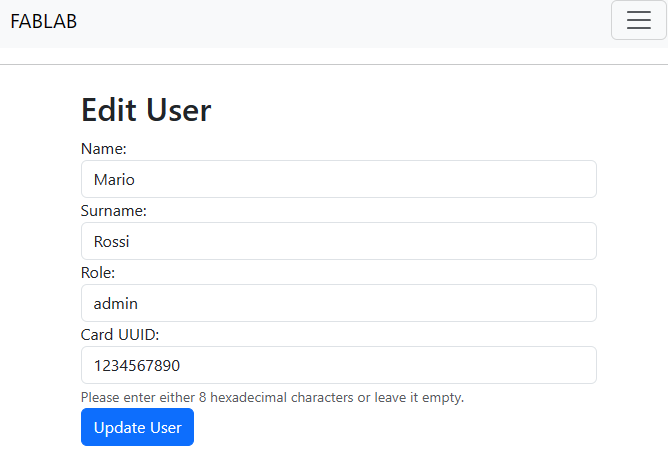 FABLAB
Edit User
Name:
Mario
Surname:
Rossi
Role:
admin
Card UUID:
1234567890
Please enter either 8 hexadecimal characters or leave it empty.
Update User